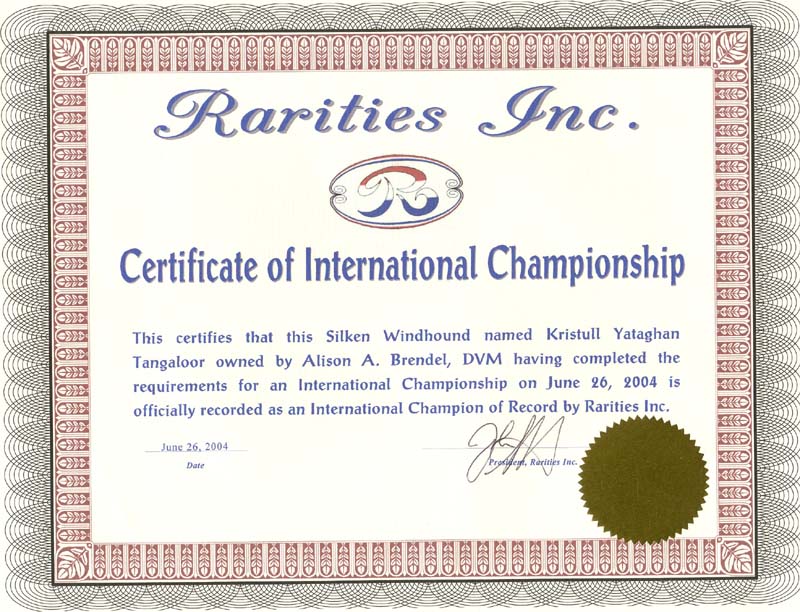 Rarities Inc.
R
Certificate of International Championship
This certifies that this Silken Windhound named Kristull Yataghan
Tangaloor owned by Alison A. Brendel, DVM having completed the
requirements for an International Championship on June 26, 2004 is
officially recorded as an International Champion of Record by Rarities Inc.
June 26, 2004
Date
President, Rarities Inc.